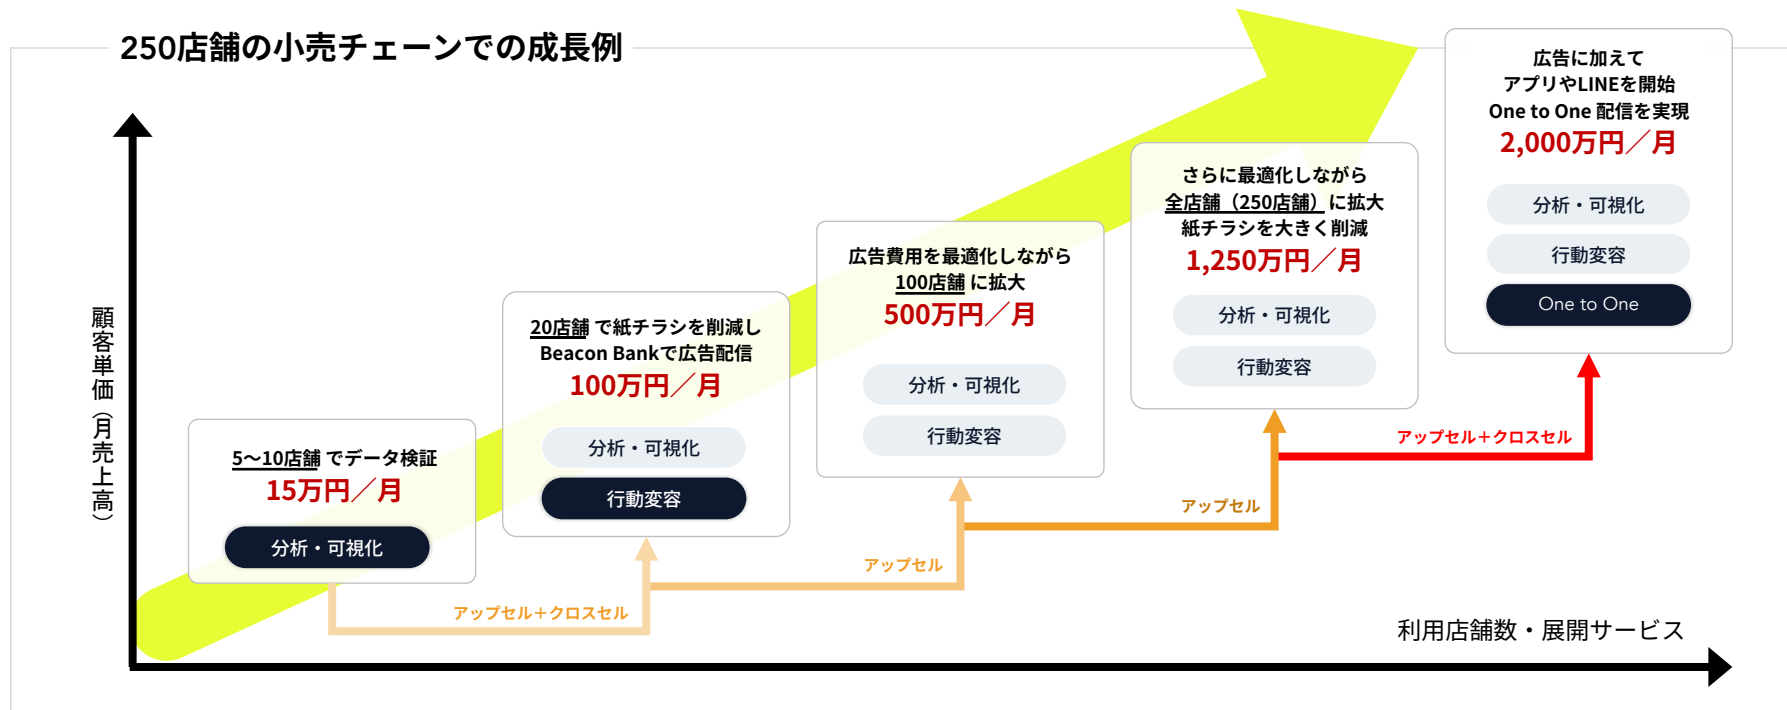 250店舗の小売チェーンでの成長例
顧客単価（月売上高）
5〜10店舗 でデータ検証
15万円／月
分析・可視化
アップセル＋クロスセル
20店舗 で紙チラシを削減し
Beacon Bankで広告配信
100万円／月
分析・可視化
行動変容
アップセル
広告費用を最適化しながら
100店舗 に拡大
500万円／月
分析・可視化
行動変容
アップセル
さらに最適化しながら
全店舗（250店舗）に拡大
紙チラシを大きく削減
1,250万円／月
分析・可視化
行動変容
アップセル＋クロスセル
広告に加えて
アプリやLINEを開始
One to One 配信を実現
2,000万円／月
分析・可視化
行動変容
One to One
利用店舗数・展開サービス